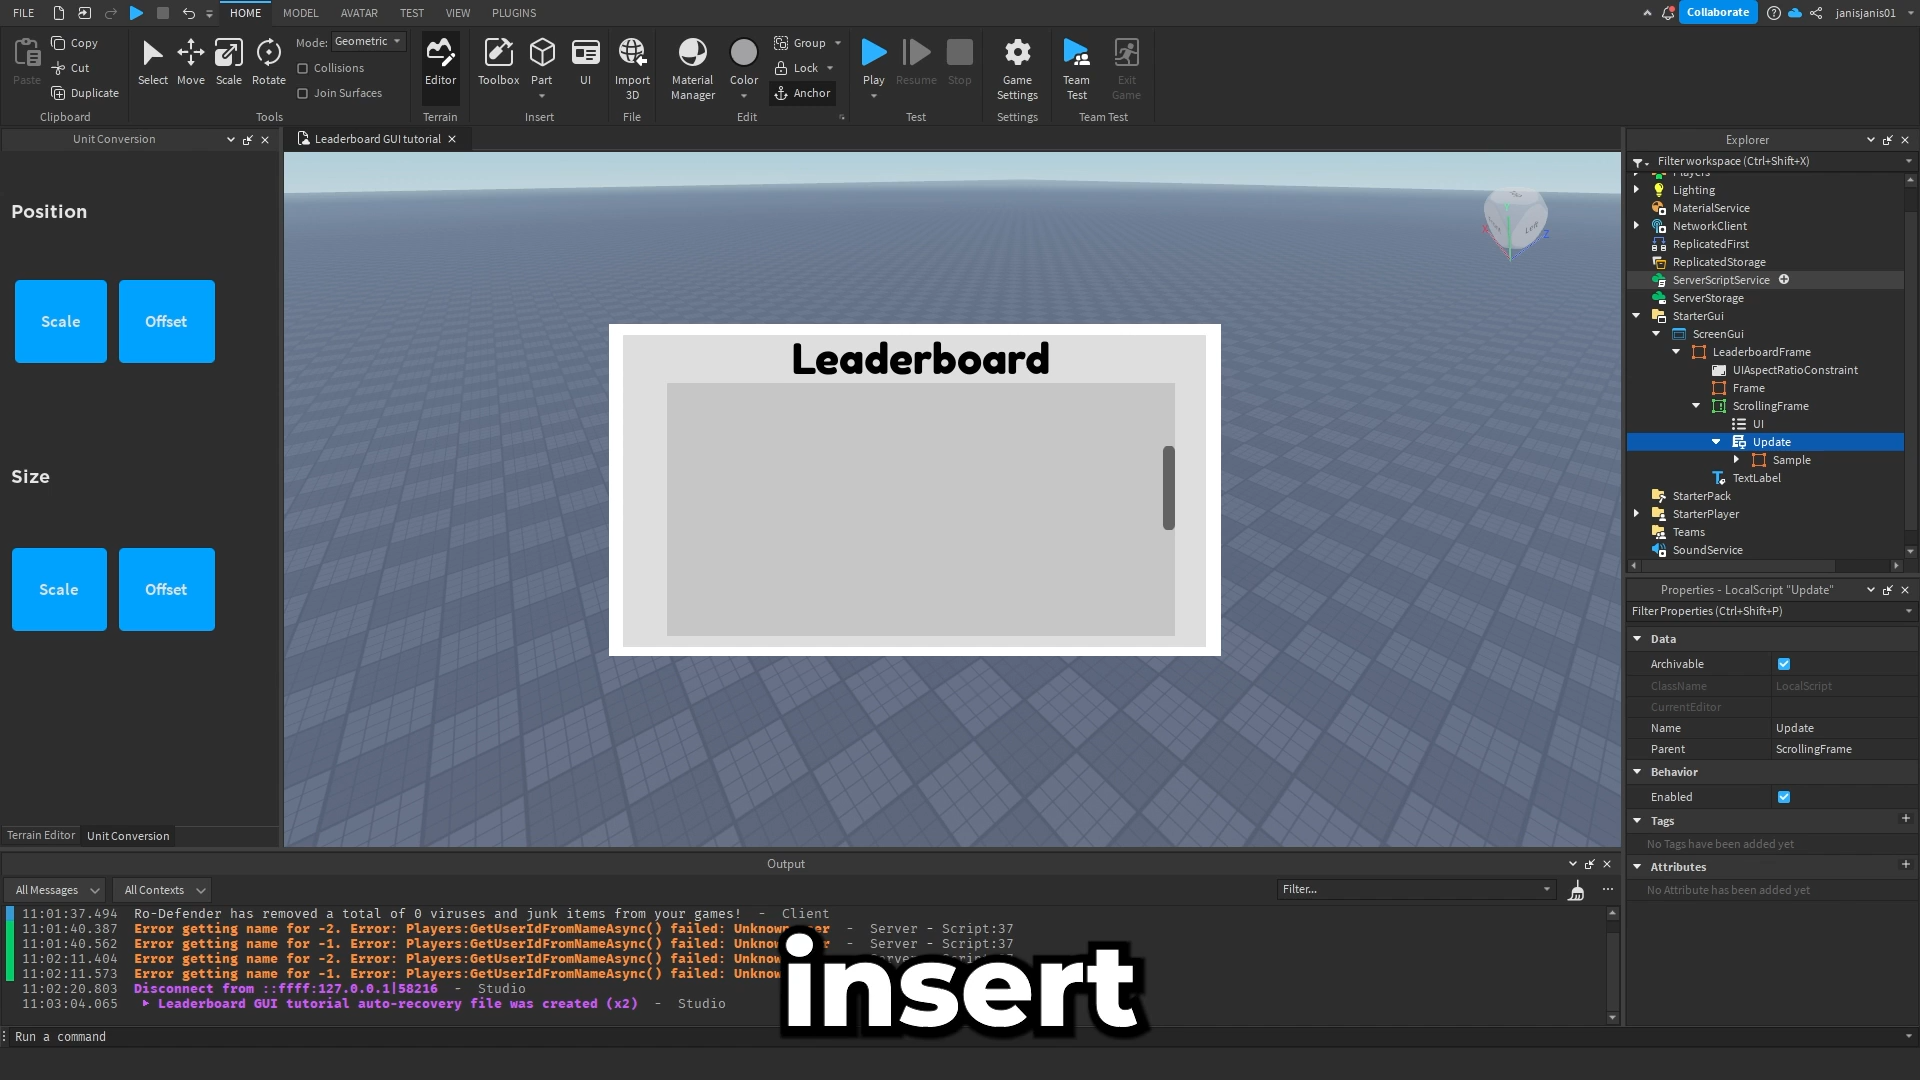 FILE HOME MODEL AVATAR TEST VIEW PLUGINS Collaborate janisjanis01
Paste Copy Cut Duplicate Clipboard
Select Move Scale Rotate Mode: Geometric Collisions Join Surfaces Tools
Editor Terrain
Toolbox Part UI Insert
Import 3D File
Material Manager Color Group Lock Anchor Edit
Play Resume Stop Test
Game Settings Settings
Team Test Exit Game Team Test
Unit Conversion
Position
Scale Offset
Size
Scale Offset
Terrain Editor Unit Conversion
Leaderboard GUI tutorial
Leaderboard
Left
Explorer
Filter workspace (Ctrl+Shift+X)
Players
Lighting
MaterialService
NetworkClient
ReplicatedFirst
ReplicatedStorage
ServerScriptService
ServerStorage
StarterGui
ScreenGui
LeaderboardFrame
UIAspectRatioConstraint
Frame
ScrollingFrame
UI
Update
Sample
TextLabel
StarterPack
StarterPlayer
Teams
SoundService
Properties - LocalScript "Update"
Filter Properties (Ctrl+Shift+P)
Data
Archivable
ClassName LocalScript
CurrentEditor
Name Update
Parent ScrollingFrame
Behavior
Enabled
Tags
No Tags have been added yet
Attributes
No Attribute has been added yet
Output
All Messages All Contexts Filter...
11:01:37.494 Ro-Defender has removed a total of 0 viruses and junk items from your games! - Client
11:01:40.387 Error getting name for -2. Error: Players:GetUserIdFromNameAsync() failed: Unknown user - Server - Script:37
11:01:40.562 Error getting name for -1. Error: Players:GetUserIdFromNameAsync() failed: Unknow - Server - Script:37
11:02:11.404 Error getting name for -2. Error: Players:GetUserIdFromNameAsync() failed: Unkno - Server - Script:37
11:02:11.573 Error getting name for -1. Error: Players:GetUserIdFromNameAsync() failed: Unkno - Server - Script:37
11:02:20.803 Disconnect from ::ffff:127.0.0.1|58216 - Studio
11:03:04.065 Leaderboard GUI tutorial auto-recovery file was created (x2) - Studio
insert
Run a command